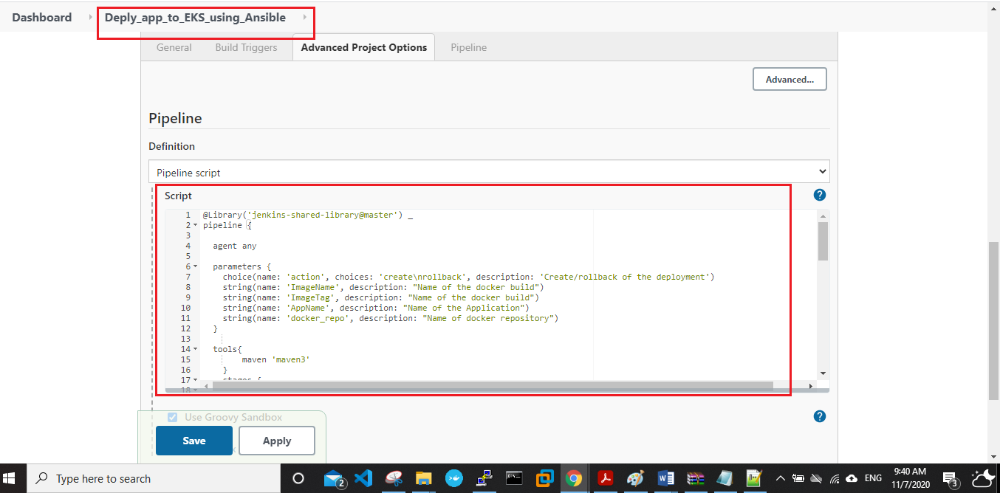 Dashboard
Deply_app_to_EKS_using_Ansible
General
Build Triggers
Advanced Project Options
Pipeline
Advanced...
Pipeline
Definition
Pipeline script
Script
1 @Library('jenkins-shared-library@master') _
2 pipeline {
3
4 agent any
5
6 parameters {
7 choice(name: 'action', choices: 'create\nrollback', description: 'Create/rollback of the deployment')
8 string(name: 'ImageName', description: "Name of the docker build")
9 string(name: 'ImageTag', description: "Name of the docker build")
10 string(name: 'AppName', description: "Name of the Application")
11 string(name: 'docker_repo', description: "Name of docker repository")
12 }
13
14 tools{
15 maven 'maven3'
16 }
17 stages {
18
Use Groovy Sandbox
Save
Apply
Type here to search
2
ENG
9:40 AM
11/7/2020
3